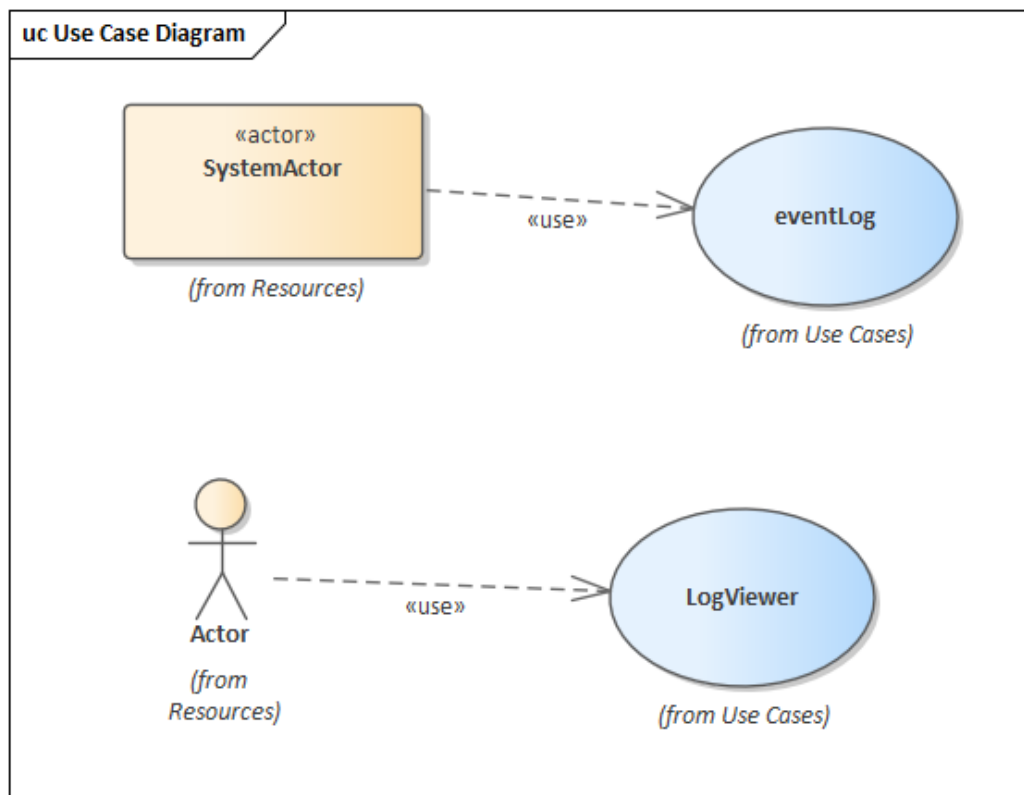 uc Use Case Diagram
«actor»
SystemActor
(from Resources)
«use»
eventLog
(from Use Cases)
Actor
(from
Resources)
«use»
LogViewer
(from Use Cases)